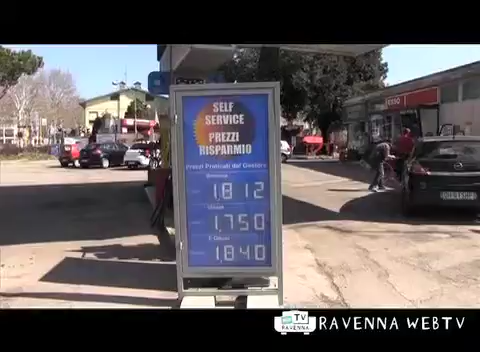 SELF
SERVICE
PREZZI
RISPARMIO
Prezzi Praticati dal Gestore
1.812
1.750
1.840
ESSO
TV
RAVENNA
RAVENNA WEBTV